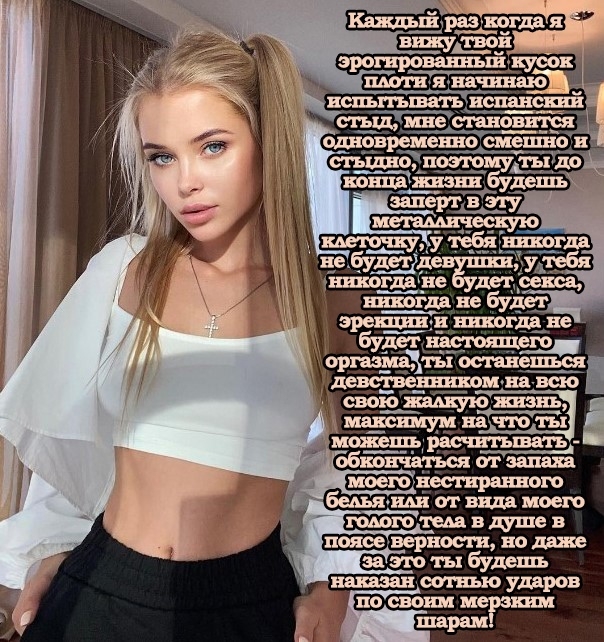 Каждый раз когда я
вижу твой
эрогированный кусок
плоти я начинаю
испытывать испанский
стыд, мне становится
одновременно смешно и
стыдно, поэтому ты до
конца жизни будешь
заперт в эту
металлическую
клеточку, у тебя никогда
не будет девушки, у тебя
никогда не будет секса,
никогда не будет
эрекции и никогда не
будет настоящего
оргазма, ты останешься
девственником на всю
свою жалкую жизнь,
максимум на что ты
можешь расчитывать -
обкончаться от запаха
моего нестиранного
белья или от вида моего
голого тела в душе в
поясе верности, но даже
за это ты будешь
наказан сотнью ударов
по своим мерзким
шарам!